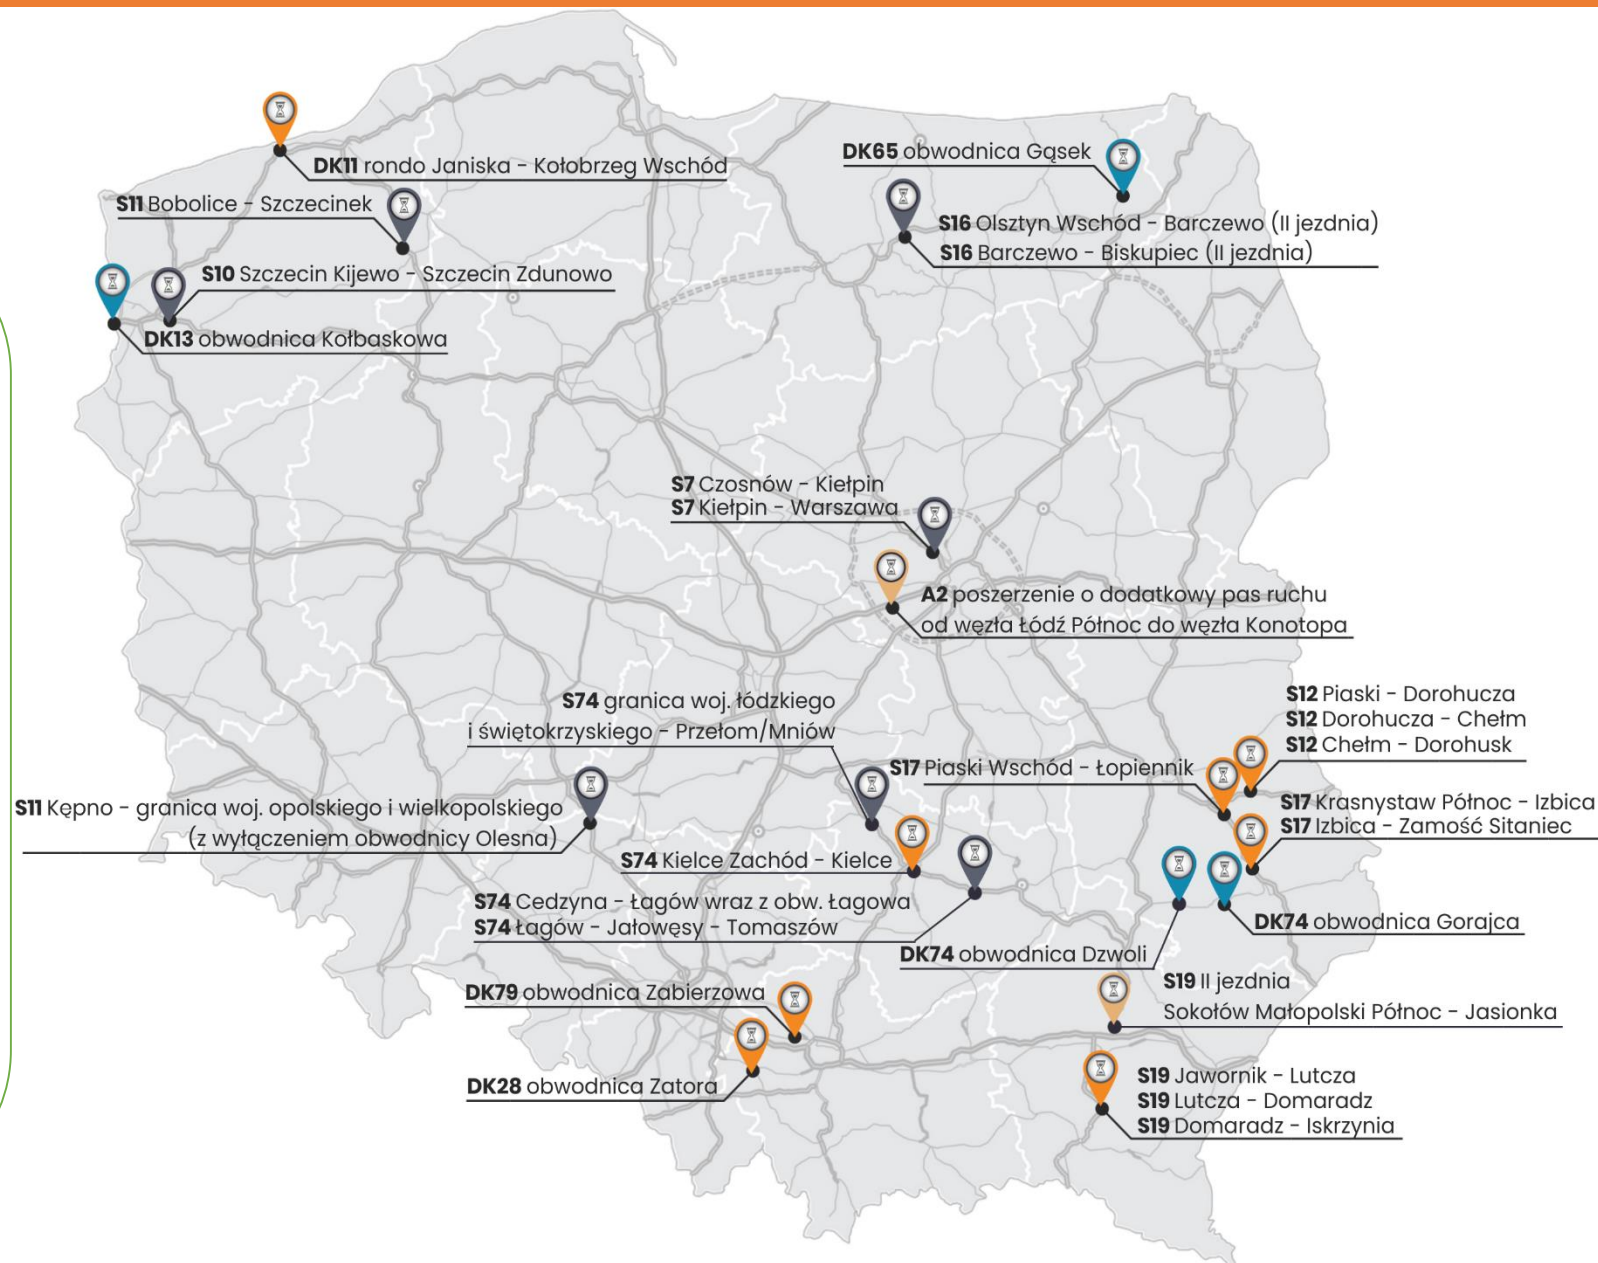 DK11 rondo Janiska - Kołobrzeg Wschód
DK65 obwodnica Gąsek
S11 Bobolice - Szczecinek
S16 Olsztyn Wschód - Barczewo (II jezdnia)
S16 Barczewo - Biskupiec (II jezdnia)
S10 Szczecin Kijewo - Szczecin Zdunowo
DK13 obwodnica Kołbaskowa
S7 Czosnów - Kiełpin
S7 Kiełpin - Warszawa
A2 poszerzenie o dodatkowy pas ruchu
od węzła Łódź Północ do węzła Konotopa
S74 granica woj. łódzkiego
i świętokrzyskiego - Przełom/Mniów
S12 Piaski - Dorohucza
S12 Dorohucza - Chełm
S12 Chełm - Dorohusk
S17 Piaski Wschód - Łopiennik
S11 Kępno - granica woj. opolskiego i wielkopolskiego
(z wyłączeniem obwodnicy Olesna)
S17 Krasnystaw Północ - Izbica
S17 Izbica - Zamość Sitaniec
S74 Kielce Zachód - Kielce
S74 Cedzyna - Łagów wraz z obw. Łagowa
S74 Łagów - Jałowęsy - Tomaszów
DK74 obwodnica Gorajca
DK74 obwodnica Dzwoli
DK79 obwodnica Zabierzowa
S19 II jezdnia
Sokołów Małopolski Północ - Jasionka
DK28 obwodnica Zatora
S19 Jawornik - Lutcza
S19 Lutcza - Domaradz
S19 Domaradz - Iskrzynia